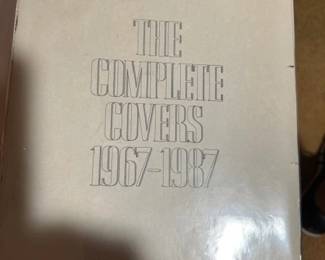 THE
COMPLETE
COVERS
1967-1987